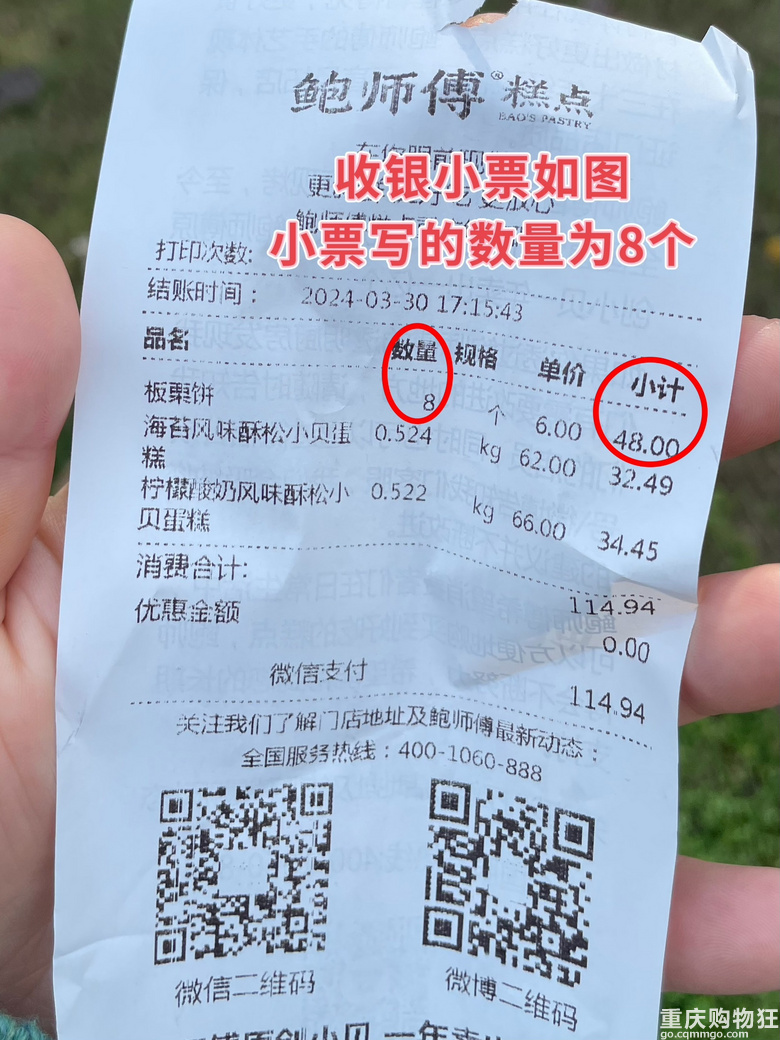 鲍师傅®糕点
BAO'S PASTRY
收银小票如图
小票写的数量为8个
打印次数:
结账时间： 2024-03-30 17:15:43
品名 数量 规格 单价 小计
板栗饼 8 个 6.00 48.00
海苔风味酥松小贝蛋糕 0.524 kg 62.00 32.49
柠檬酸奶风味酥松小贝蛋糕 0.522 kg 66.00 34.45
消费合计: 114.94
优惠金额 0.00
微信支付 114.94
关注我们了解门店地址及鲍师傅最新动态：
全国服务热线：400-1060-888
微信二维码 微博二维码
原创小贝 一年卖出
重庆购物狂
go.cqmmgo.com